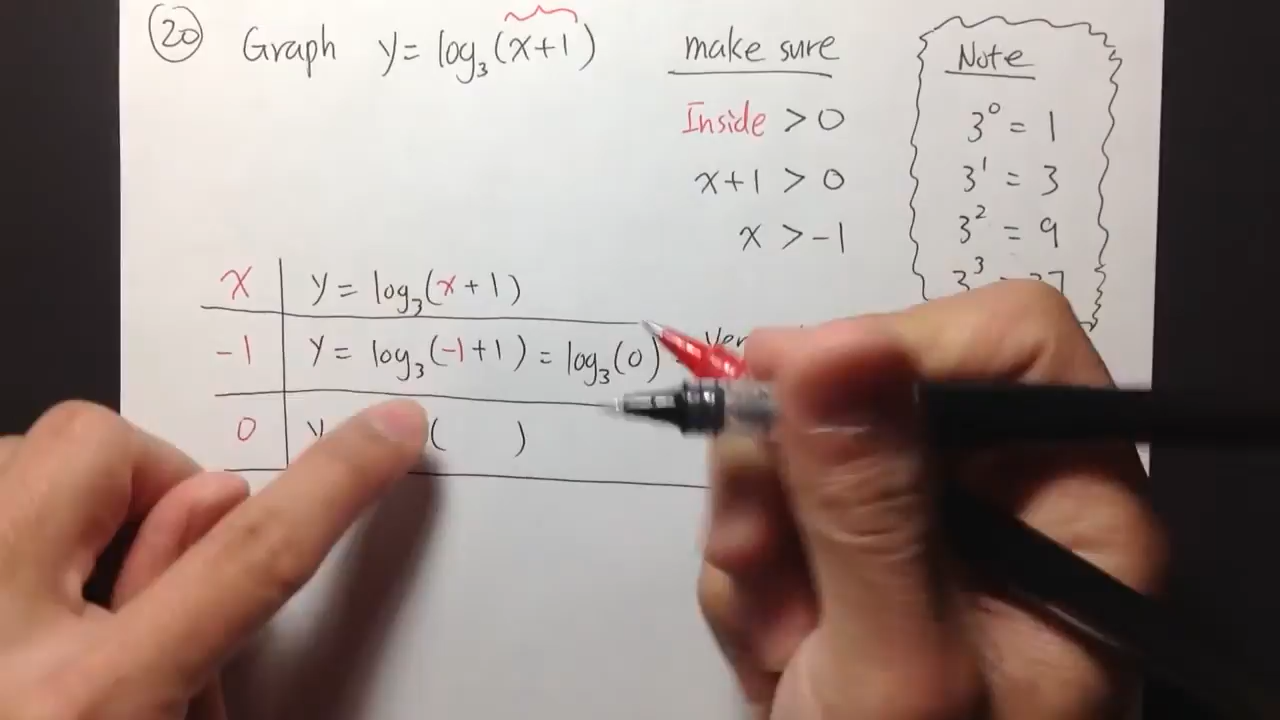 20 Graph y = log₃(x+1)
make sure
Inside > 0
x+1 > 0
x > -1
Note
3⁰ = 1
3¹ = 3
3² = 9
3³
x y = log₃(x+1)
-1 y = log₃(-1+1) = log₃(0)
0 y ( )